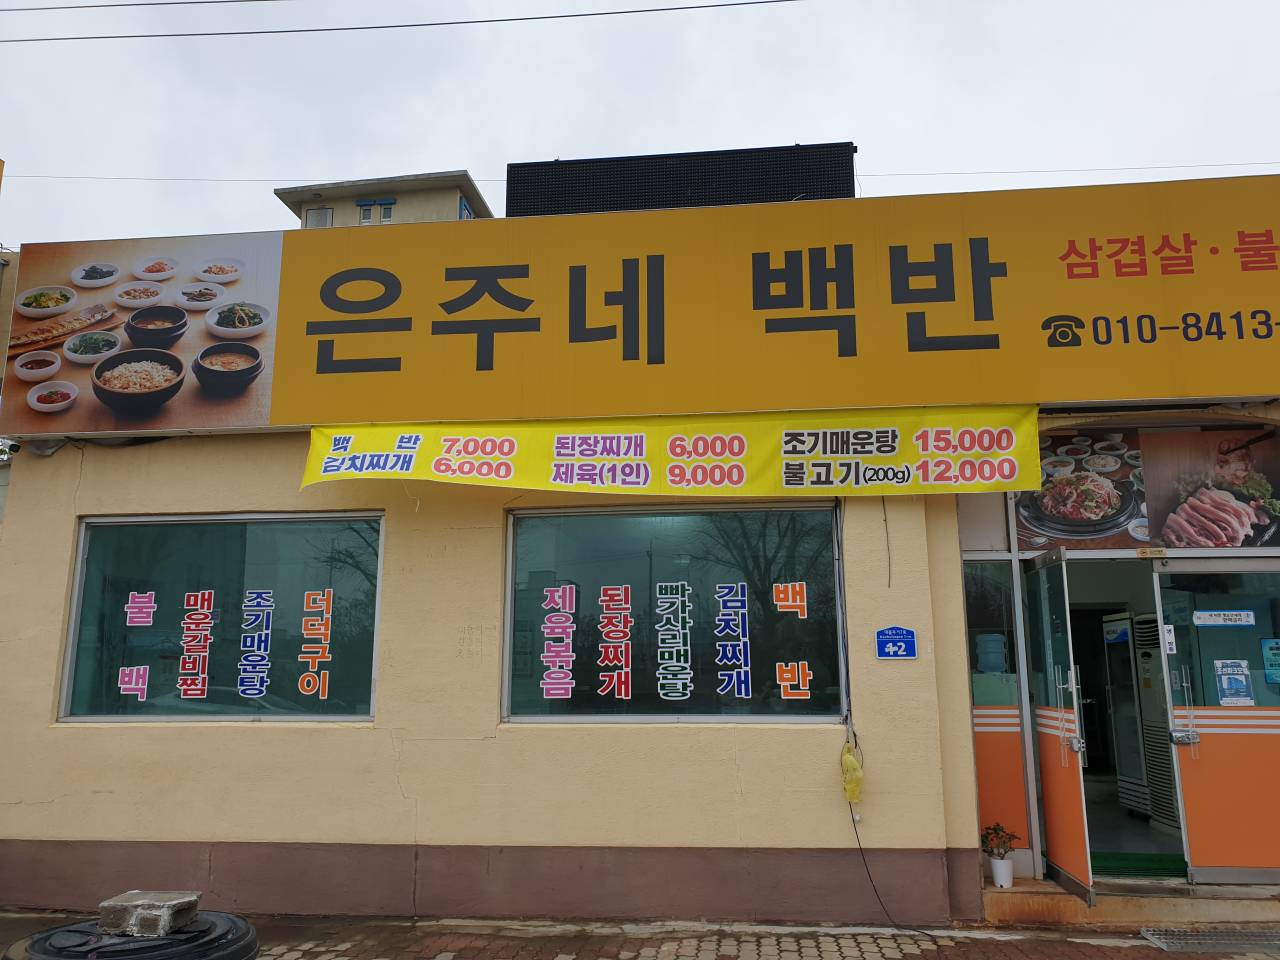 은주네 백반
삼겹살·불
☎010-8413-
백 반 7,000 된장찌개 6,000 조기매운탕 15,000
김치찌개 6,000 제육(1인) 9,000 불고기(200g) 12,000
불백
매운갈비찜
조기매운탕
더덕구이
제육볶음
된장찌개
빠가사리매운탕
김치찌개
백반
42